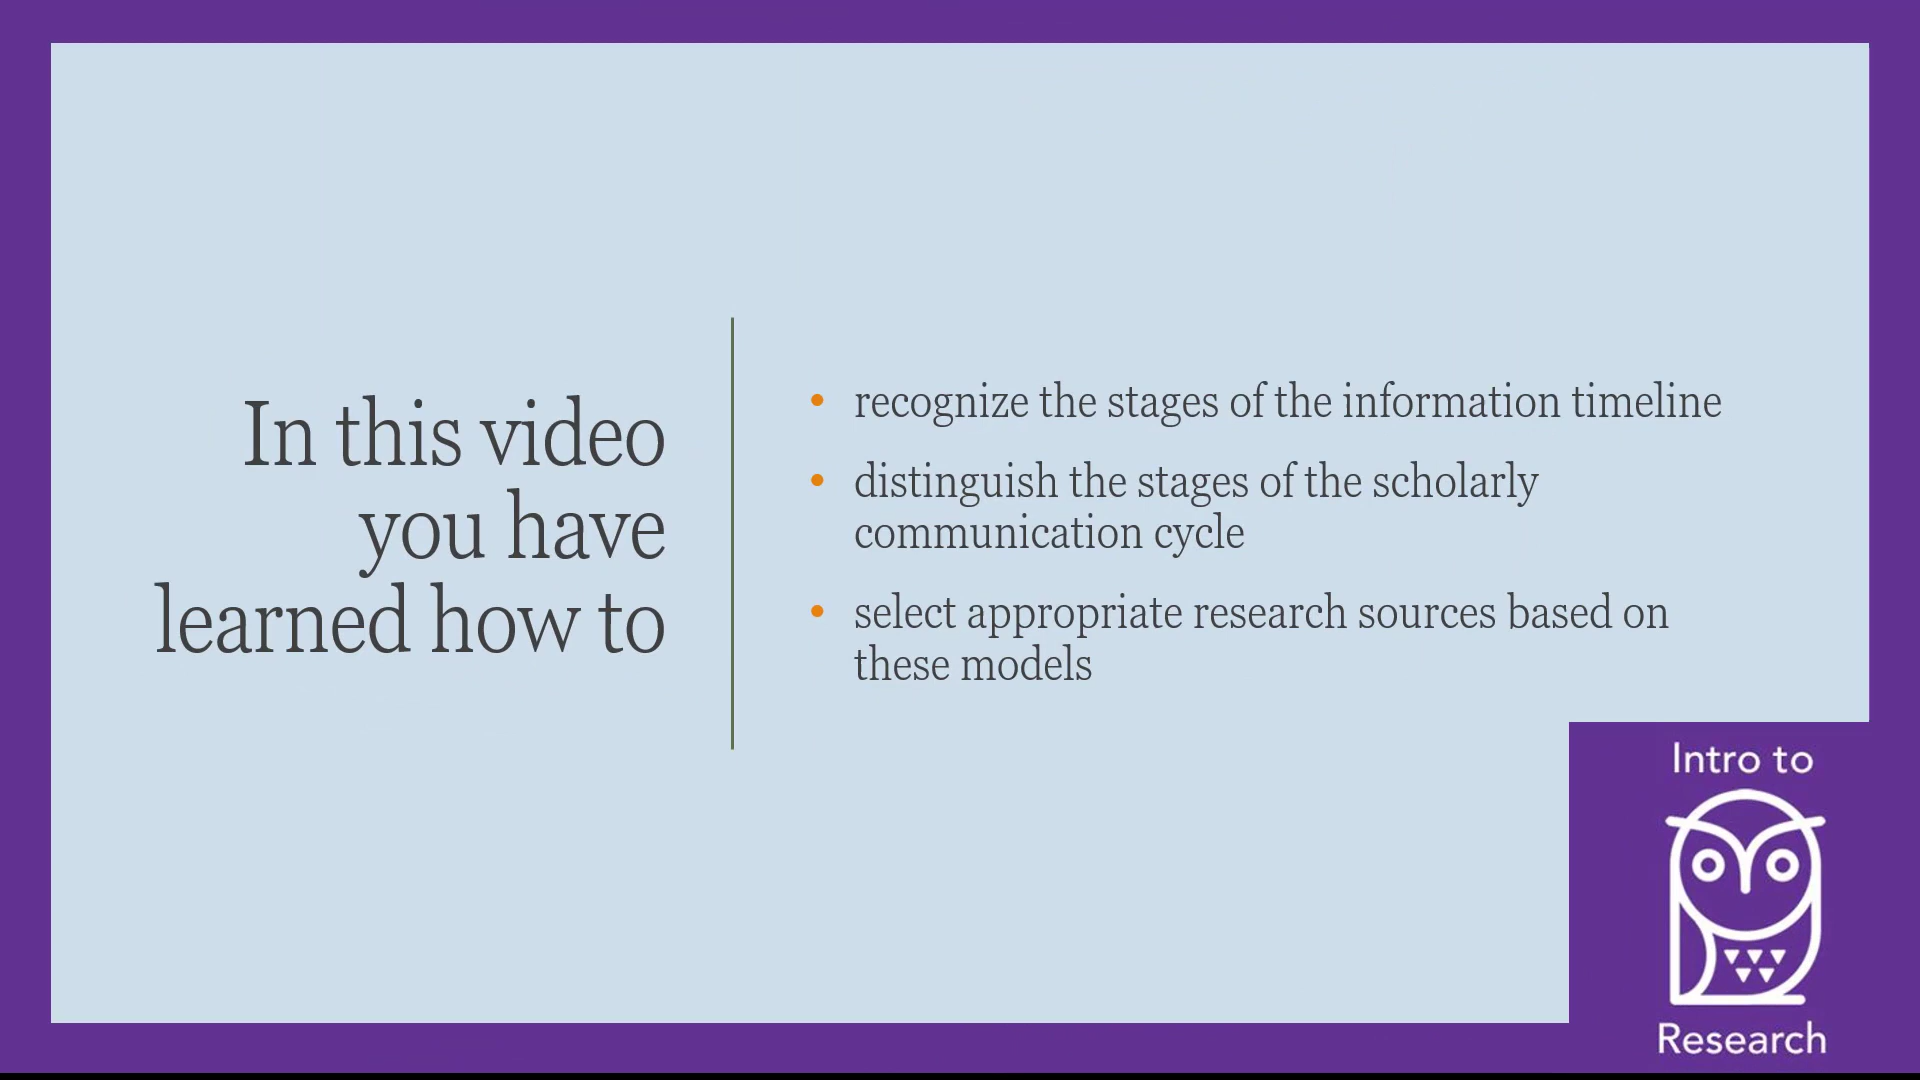 In this video
you have
learned how to
• recognize the stages of the information timeline
• distinguish the stages of the scholarly
communication cycle
• select appropriate research sources based on
these models
Intro to
Research